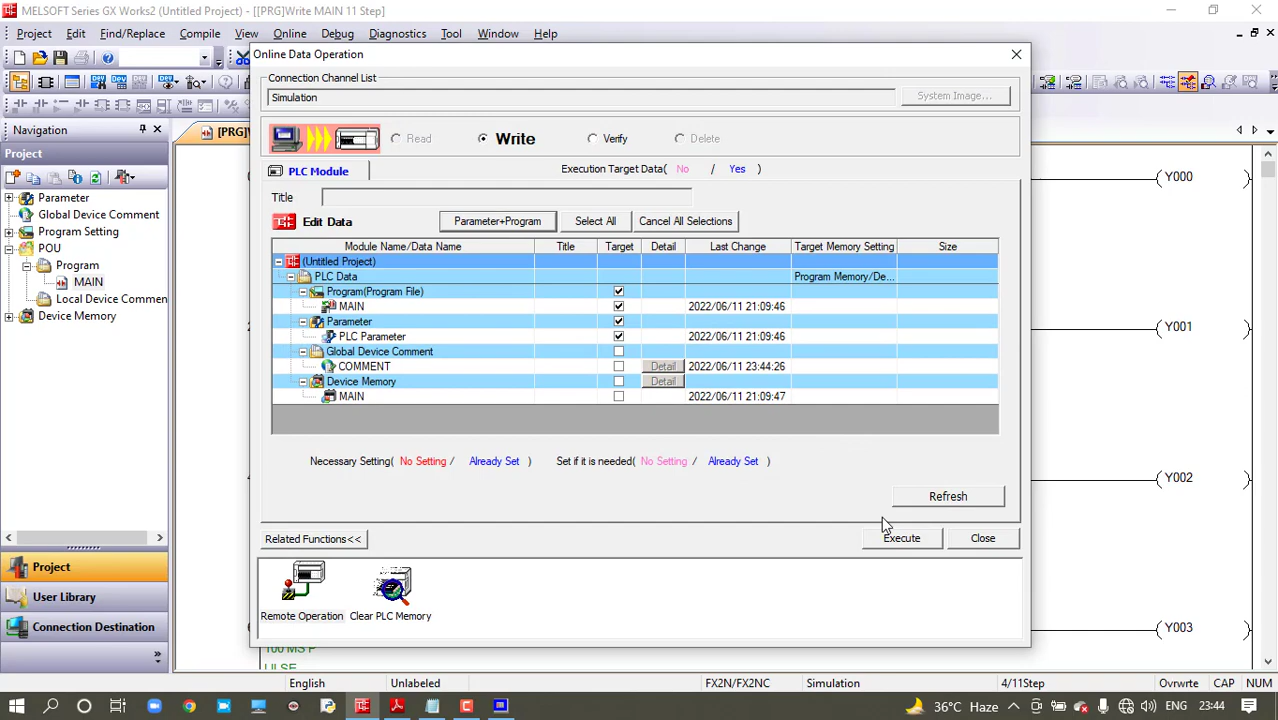 MELSOFT Series GX Works2 (Untitled Project) - [[PRG]Write MAIN 11 Step]
Project Edit Find/Replace Compile View Online Debug Diagnostics Tool Window Help
Online Data Operation
Connection Channel List
Simulation
System Image...
Read
Write
Verify
Delete
PLC Module
Execution Target Data( No / Yes )
Title
Edit Data
Parameter+Program
Select All
Cancel All Selections
Module Name/Data Name Title Target Detail Last Change Target Memory Setting Size
(Untitled Project)
PLC Data Program Memory/De...
Program(Program File)
MAIN 2022/06/11 21:09:46
Parameter
PLC Parameter 2022/06/11 21:09:46
Global Device Comment
COMMENT Detail 2022/06/11 23:44:26
Device Memory Detail
MAIN 2022/06/11 21:09:47
Necessary Setting( No Setting / Already Set ) Set if it is needed( No Setting / Already Set )
Refresh
Execute
Close
Related Functions<<
Remote Operation
Clear PLC Memory
Navigation
Project
Parameter
Global Device Comment
Program Setting
POU
Program
MAIN
Local Device Commen
Device Memory
Project
User Library
Connection Destination
[PRG]
Y000
Y001
Y002
Y003
100 MS P
ULSE
English Unlabeled FX2N/FX2NC Simulation 4/11Step Ovrwrte CAP NUM
36°C Haze ENG 23:44